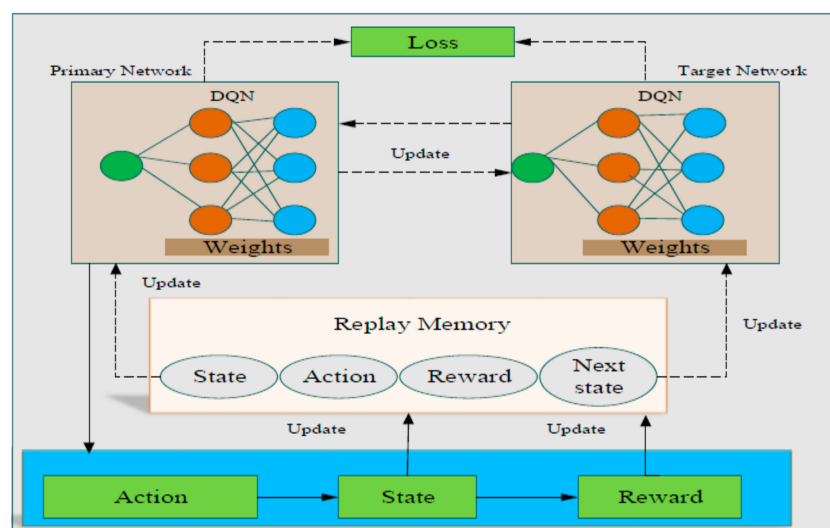 Loss
Primary Network
Target Network
DQN
DQN
Update
Weights
Weights
Update
Update
Replay Memory
State
Action
Reward
Next
state
Update
Update
Action
State
Reward